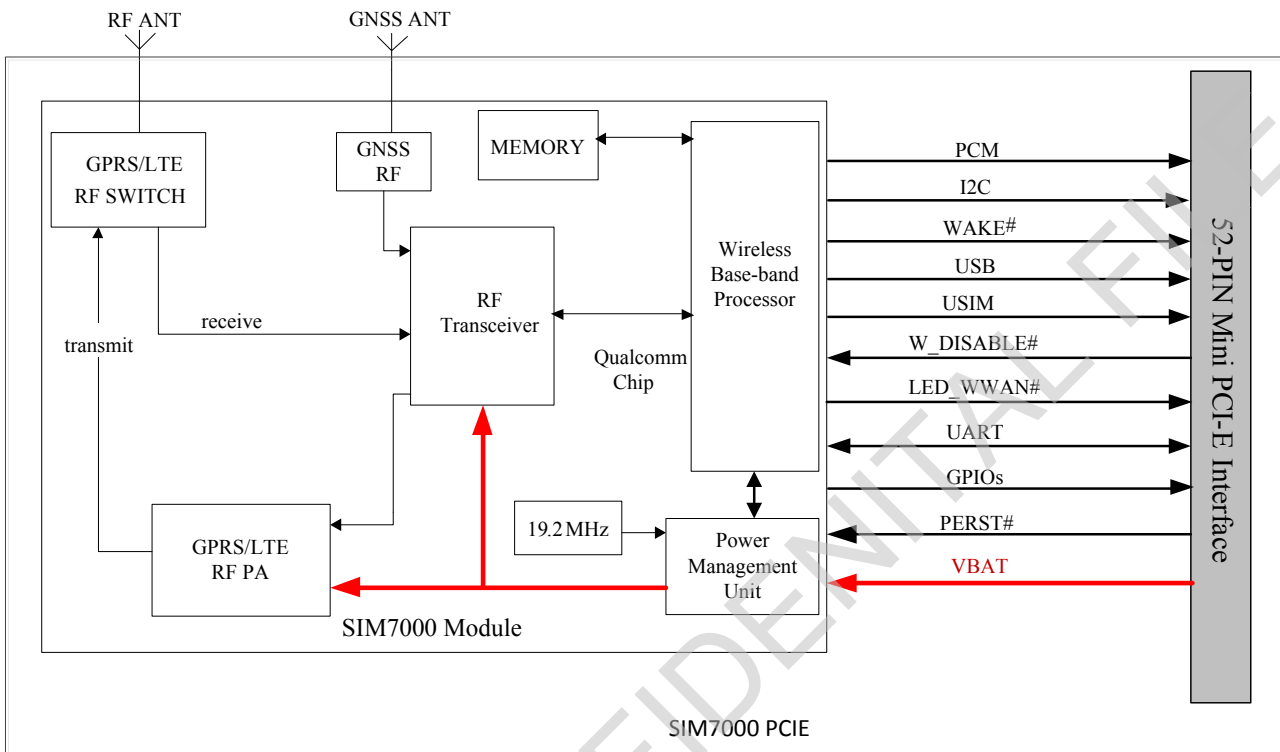 RF ANT
GNSS ANT
GPRS/LTE
RF SWITCH
GNSS
RF
MEMORY
Wireless
Base-band
Processor
RF
Transceiver
receive
transmit
Qualcomm
Chip
GPRS/LTE
RF PA
19.2MHz
Power
Management
Unit
SIM7000 Module
PCM
I2C
WAKE#
USB
USIM
W_DISABLE#
LED_WWAN#
UART
GPIOs
PERST#
VBAT
52-PIN Mini PCI-E Interface
SIM7000 PCIE
FIDENITAL FILE